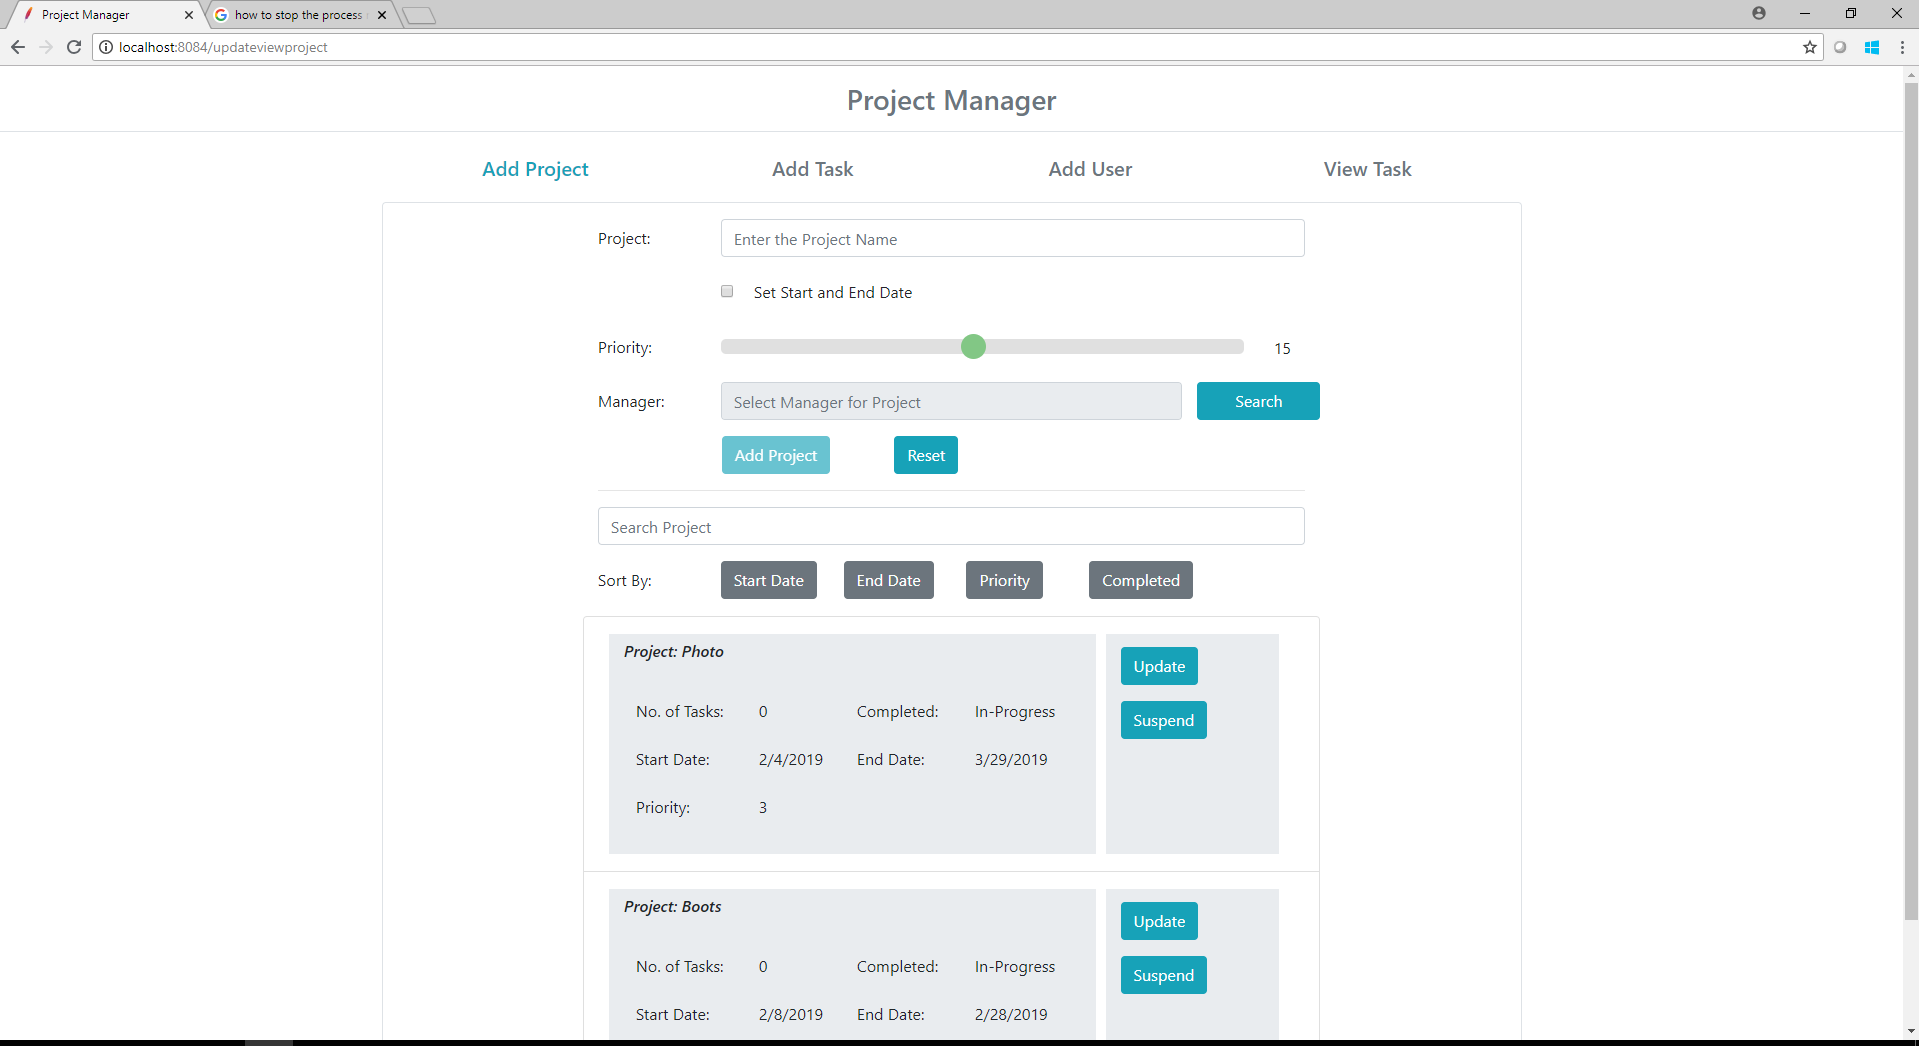 Project Manager
how to stop the process
localhost:8084/updateviewproject
Project Manager
Add Project Add Task Add User View Task
Project: Enter the Project Name
Set Start and End Date
Priority: 15
Manager: Select Manager for Project Search
Add Project Reset
Search Project
Sort By: Start Date End Date Priority Completed
Project: Photo
Update
No. of Tasks: 0 Completed: In-Progress
Suspend
Start Date: 2/4/2019 End Date: 3/29/2019
Priority: 3
Project: Boots
Update
No. of Tasks: 0 Completed: In-Progress
Suspend
Start Date: 2/8/2019 End Date: 2/28/2019